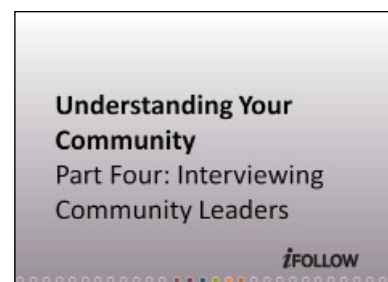 Understanding Your
Community
Part Four: Interviewing
Community Leaders
iFOLLOW